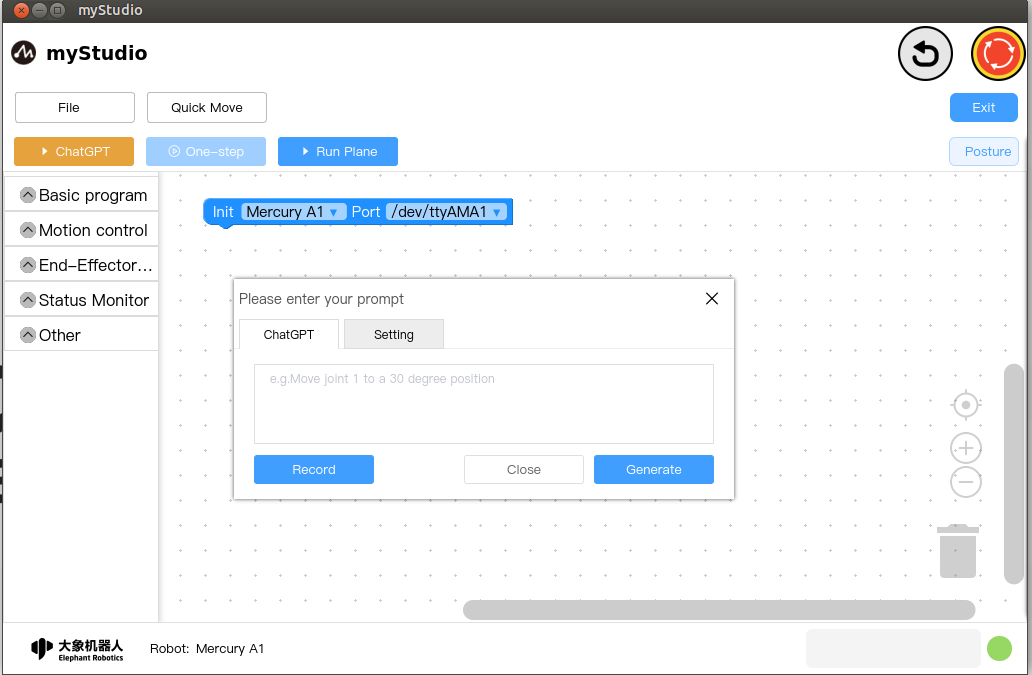 myStudio
myStudio
File
Quick Move
Exit
ChatGPT
One-step
Run Plane
Posture
Basic program
Motion control
End-Effector...
Status Monitor
Other
Init Mercury A1 Port /dev/ttyAMA1
Please enter your prompt
ChatGPT
Setting
e.g.Move joint 1 to a 30 degree position
Record
Close
Generate
大象机器人
Elephant Robotics
Robot: Mercury A1